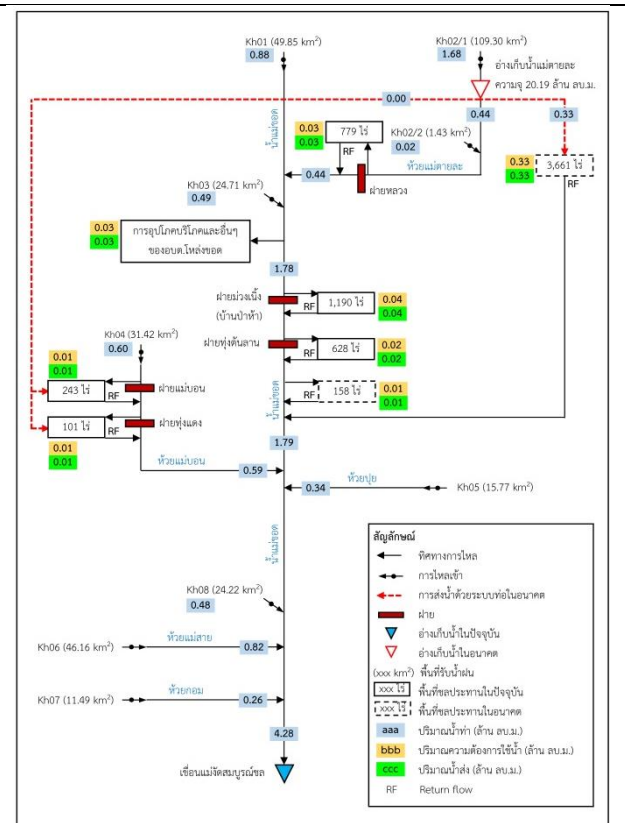 Kh01 (49.85 km²)
0.88
Kh02/1 (109.30 km²)
1.68
อ่างเก็บน้ำแม่ตายละ
ความจุ 20.19 ล้าน ลบ.ม.
0.00
0.44
0.33
น้ำแม่ขอด
0.03
0.03
779 ไร่
RF
Kh02/2 (1.43 km²)
0.02
ห้วยแม่ตายละ
0.44
ฝายหลวง
0.33
0.33
3,661 ไร่
RF
Kh03 (24.71 km²)
0.49
0.03
0.03
การอุปโภคบริโภคและอื่นๆ
ของอบต.โหล่งขอด
1.78
ฝายม่วงเนิ้ง
(บ้านป่าห้า)
RF
1,190 ไร่
0.04
0.04
ฝายทุ่งต้นลาน
RF
628 ไร่
0.02
0.02
Kh04 (31.42 km²)
0.60
0.01
0.01
243 ไร่
RF
ฝายแม่บอน
น้ำแม่ขอด
RF
158 ไร่
0.01
0.01
101 ไร่
RF
ฝายทุ่งแดง
0.01
0.01
1.79
ห้วยแม่บอน
0.59
0.34
ห้วยปุย
Kh05 (15.77 km²)
น้ำแม่ขอด
Kh08 (24.22 km²)
0.48
Kh06 (46.16 km²)
ห้วยแม่สาย
0.82
Kh07 (11.49 km²)
ห้วยกอม
0.26
4.28
เขื่อนแม่งัดสมบูรณ์ชล
สัญลักษณ์
ทิศทางการไหล
การไหลเข้า
การส่งน้ำด้วยระบบท่อในอนาคต
ฝาย
อ่างเก็บน้ำในปัจจุบัน
อ่างเก็บน้ำในอนาคต
(xxx km²) พื้นที่รับน้ำฝน
xxx ไร่ พื้นที่ชลประทานในปัจจุบัน
xxx ไร่ พื้นที่ชลประทานในอนาคต
aaa ปริมาณน้ำท่า (ล้าน ลบ.ม.)
bbb ปริมาณความต้องการใช้น้ำ (ล้าน ลบ.ม.)
ccc ปริมาณน้ำส่ง (ล้าน ลบ.ม.)
RF Return flow